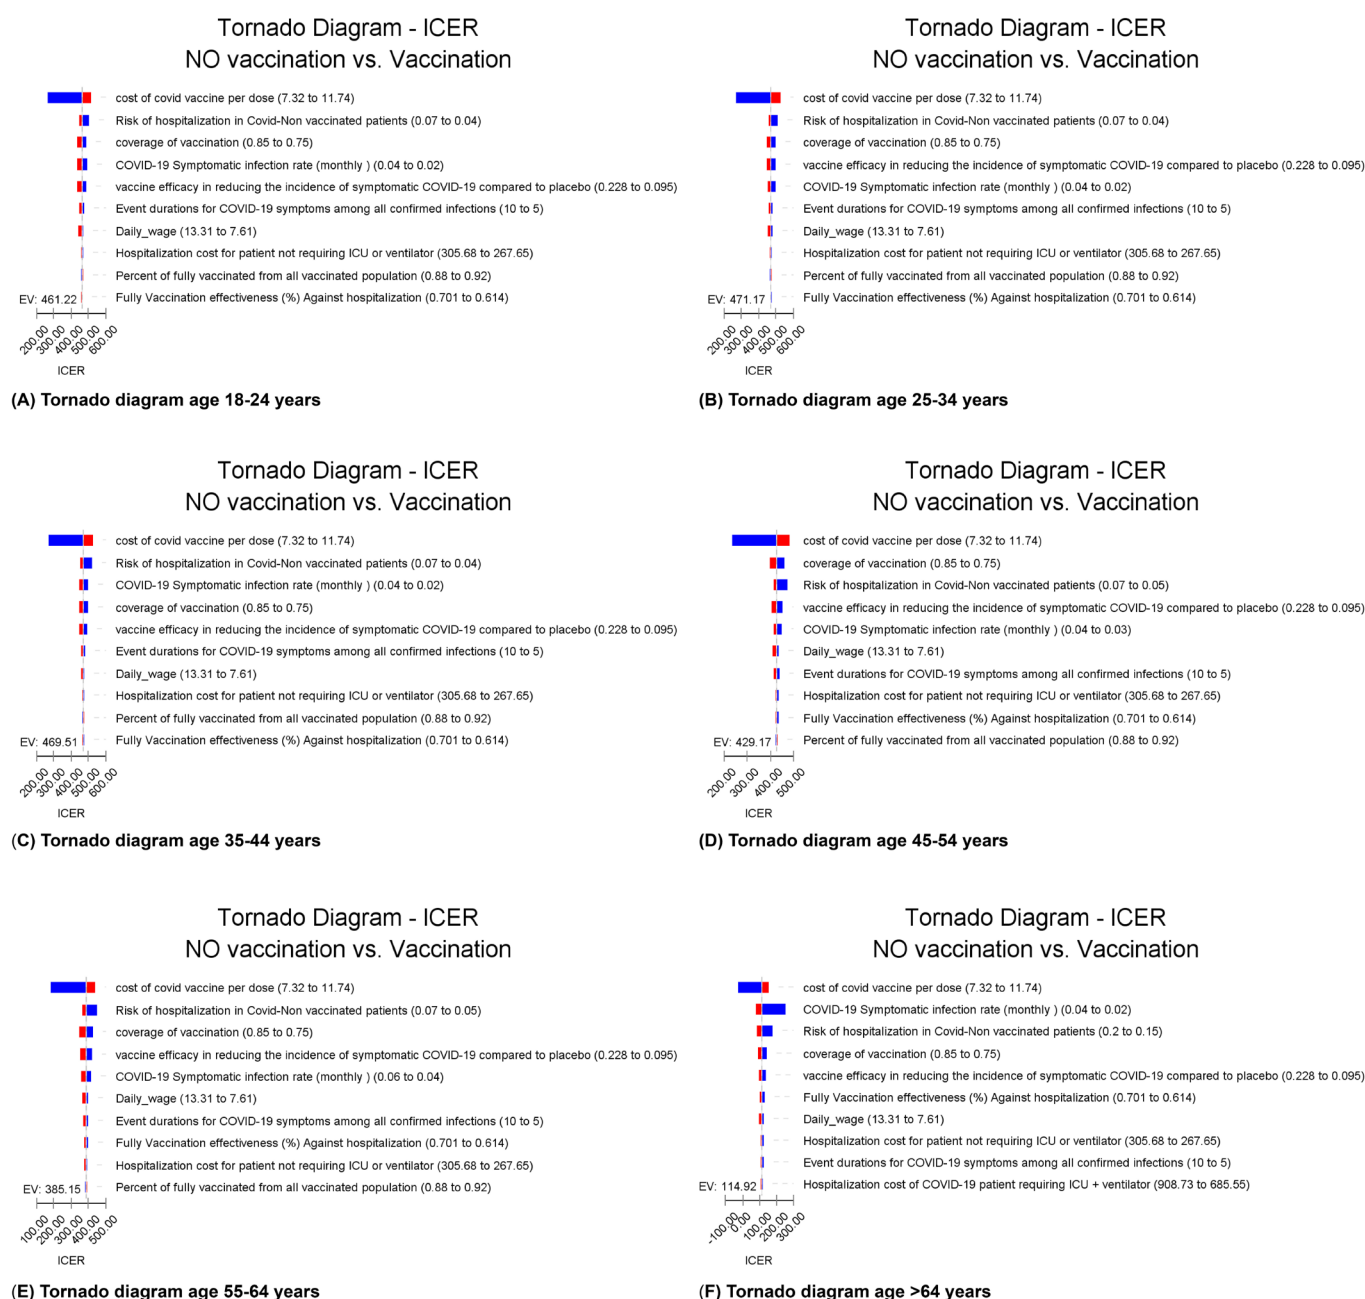 Tornado Diagram - ICER
NO vaccination vs. Vaccination
cost of covid vaccine per dose (7.32 to 11.74)
Risk of hospitalization in Covid-Non vaccinated patients (0.07 to 0.04)
coverage of vaccination (0.85 to 0.75)
COVID-19 Symptomatic infection rate (monthly ) (0.04 to 0.02)
vaccine efficacy in reducing the incidence of symptomatic COVID-19 compared to placebo (0.228 to 0.095)
Event durations for COVID-19 symptoms among all confirmed infections (10 to 5)
Daily_wage (13.31 to 7.61)
Hospitalization cost for patient not requiring ICU or ventilator (305.68 to 267.65)
Percent of fully vaccinated from all vaccinated population (0.88 to 0.92)
EV: 461.22 Fully Vaccination effectiveness (%) Against hospitalization (0.701 to 0.614)
200.00 300.00 400.00 500.00 600.00
ICER
(A) Tornado diagram age 18-24 years
Tornado Diagram - ICER
NO vaccination vs. Vaccination
cost of covid vaccine per dose (7.32 to 11.74)
Risk of hospitalization in Covid-Non vaccinated patients (0.07 to 0.04)
coverage of vaccination (0.85 to 0.75)
vaccine efficacy in reducing the incidence of symptomatic COVID-19 compared to placebo (0.228 to 0.095)
COVID-19 Symptomatic infection rate (monthly ) (0.04 to 0.02)
Event durations for COVID-19 symptoms among all confirmed infections (10 to 5)
Daily_wage (13.31 to 7.61)
Hospitalization cost for patient not requiring ICU or ventilator (305.68 to 267.65)
Percent of fully vaccinated from all vaccinated population (0.88 to 0.92)
EV: 471.17 Fully Vaccination effectiveness (%) Against hospitalization (0.701 to 0.614)
200.00 300.00 400.00 500.00 600.00
ICER
(B) Tornado diagram age 25-34 years
Tornado Diagram - ICER
NO vaccination vs. Vaccination
cost of covid vaccine per dose (7.32 to 11.74)
Risk of hospitalization in Covid-Non vaccinated patients (0.07 to 0.04)
COVID-19 Symptomatic infection rate (monthly ) (0.04 to 0.02)
coverage of vaccination (0.85 to 0.75)
vaccine efficacy in reducing the incidence of symptomatic COVID-19 compared to placebo (0.228 to 0.095)
Event durations for COVID-19 symptoms among all confirmed infections (10 to 5)
Daily_wage (13.31 to 7.61)
Hospitalization cost for patient not requiring ICU or ventilator (305.68 to 267.65)
Percent of fully vaccinated from all vaccinated population (0.88 to 0.92)
EV: 469.51 Fully Vaccination effectiveness (%) Against hospitalization (0.701 to 0.614)
200.00 300.00 400.00 500.00 600.00
ICER
(C) Tornado diagram age 35-44 years
Tornado Diagram - ICER
NO vaccination vs. Vaccination
cost of covid vaccine per dose (7.32 to 11.74)
coverage of vaccination (0.85 to 0.75)
Risk of hospitalization in Covid-Non vaccinated patients (0.07 to 0.05)
vaccine efficacy in reducing the incidence of symptomatic COVID-19 compared to placebo (0.228 to 0.095)
COVID-19 Symptomatic infection rate (monthly ) (0.04 to 0.03)
Daily_wage (13.31 to 7.61)
Event durations for COVID-19 symptoms among all confirmed infections (10 to 5)
Hospitalization cost for patient not requiring ICU or ventilator (305.68 to 267.65)
Fully Vaccination effectiveness (%) Against hospitalization (0.701 to 0.614)
EV: 429.17 Percent of fully vaccinated from all vaccinated population (0.88 to 0.92)
200.00 300.00 400.00 500.00
ICER
(D) Tornado diagram age 45-54 years
Tornado Diagram - ICER
NO vaccination vs. Vaccination
cost of covid vaccine per dose (7.32 to 11.74)
Risk of hospitalization in Covid-Non vaccinated patients (0.07 to 0.05)
coverage of vaccination (0.85 to 0.75)
vaccine efficacy in reducing the incidence of symptomatic COVID-19 compared to placebo (0.228 to 0.095)
COVID-19 Symptomatic infection rate (monthly ) (0.06 to 0.04)
Daily_wage (13.31 to 7.61)
Event durations for COVID-19 symptoms among all confirmed infections (10 to 5)
Fully Vaccination effectiveness (%) Against hospitalization (0.701 to 0.614)
Hospitalization cost for patient not requiring ICU or ventilator (305.68 to 267.65)
EV: 385.15 Percent of fully vaccinated from all vaccinated population (0.88 to 0.92)
100.00 200.00 300.00 400.00 500.00
ICER
(E) Tornado diagram age 55-64 years
Tornado Diagram - ICER
NO vaccination vs. Vaccination
cost of covid vaccine per dose (7.32 to 11.74)
COVID-19 Symptomatic infection rate (monthly ) (0.04 to 0.02)
Risk of hospitalization in Covid-Non vaccinated patients (0.2 to 0.15)
coverage of vaccination (0.85 to 0.75)
vaccine efficacy in reducing the incidence of symptomatic COVID-19 compared to placebo (0.228 to 0.095)
Fully Vaccination effectiveness (%) Against hospitalization (0.701 to 0.614)
Daily_wage (13.31 to 7.61)
Hospitalization cost for patient not requiring ICU or ventilator (305.68 to 267.65)
Event durations for COVID-19 symptoms among all confirmed infections (10 to 5)
EV: 114.92 Hospitalization cost of COVID-19 patient requiring ICU + ventilator (908.73 to 685.55)
-100.00 0.00 100.00 200.00 300.00
ICER
(F) Tornado diagram age >64 years